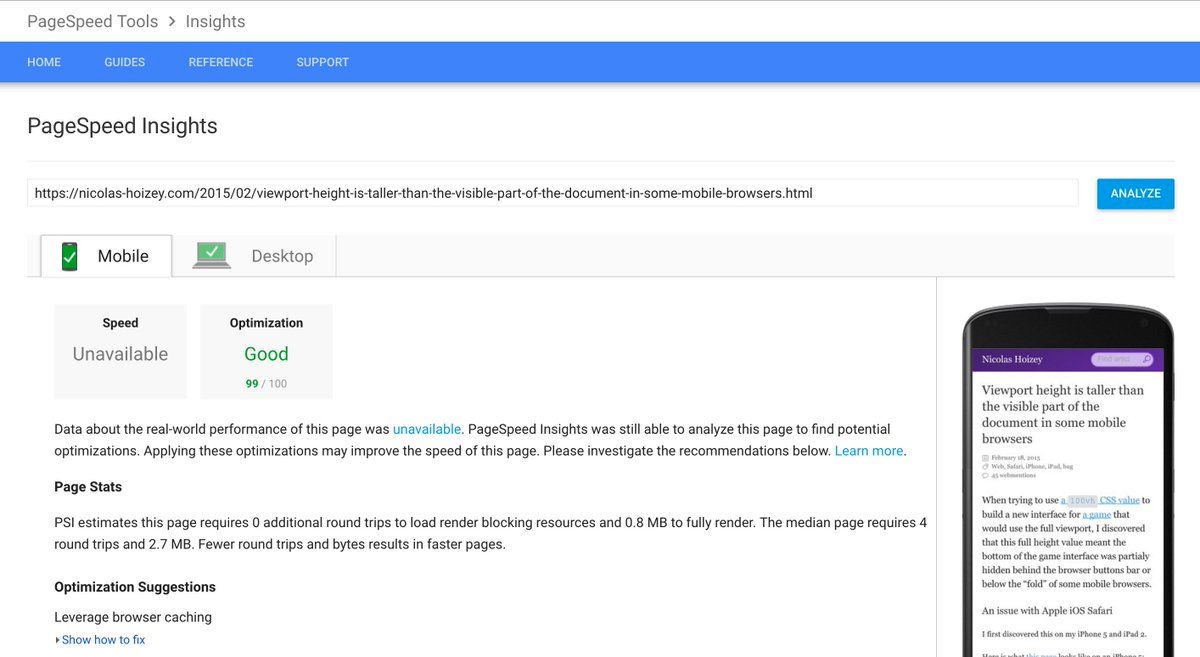 PageSpeed Tools > Insights
HOME GUIDES REFERENCE SUPPORT
PageSpeed Insights
https://nicolas-hoizey.com/2015/02/viewport-height-is-taller-than-the-visible-part-of-the-document-in-some-mobile-browsers.html
ANALYZE
Mobile Desktop
Speed
Unavailable
Optimization
Good
99 / 100
Data about the real-world performance of this page was unavailable. PageSpeed Insights was still able to analyze this page to find potential
optimizations. Applying these optimizations may improve the speed of this page. Please investigate the recommendations below. Learn more.
Page Stats
PSI estimates this page requires 0 additional round trips to load render blocking resources and 0.8 MB to fully render. The median page requires 4
round trips and 2.7 MB. Fewer round trips and bytes results in faster pages.
Optimization Suggestions
Leverage browser caching
Show how to fix
Nicolas Hoizey
Viewport height is taller than
the visible part of the
document in some mobile
browsers
February 18, 2015
Web, Safari, iPhone, iPad, bug
45 webmentions
When trying to use a 100vh CSS value to
build a new interface for a game that
would use the full viewport, I discovered
that this full height value meant the
bottom of the game interface was partialy
hidden behind the browser buttons bar or
below the “fold” of some mobile browsers.
An issue with Apple iOS Safari
I first discovered this on my iPhone 5 and iPad 2.
Here is what this page looks like on an iPhone 5: